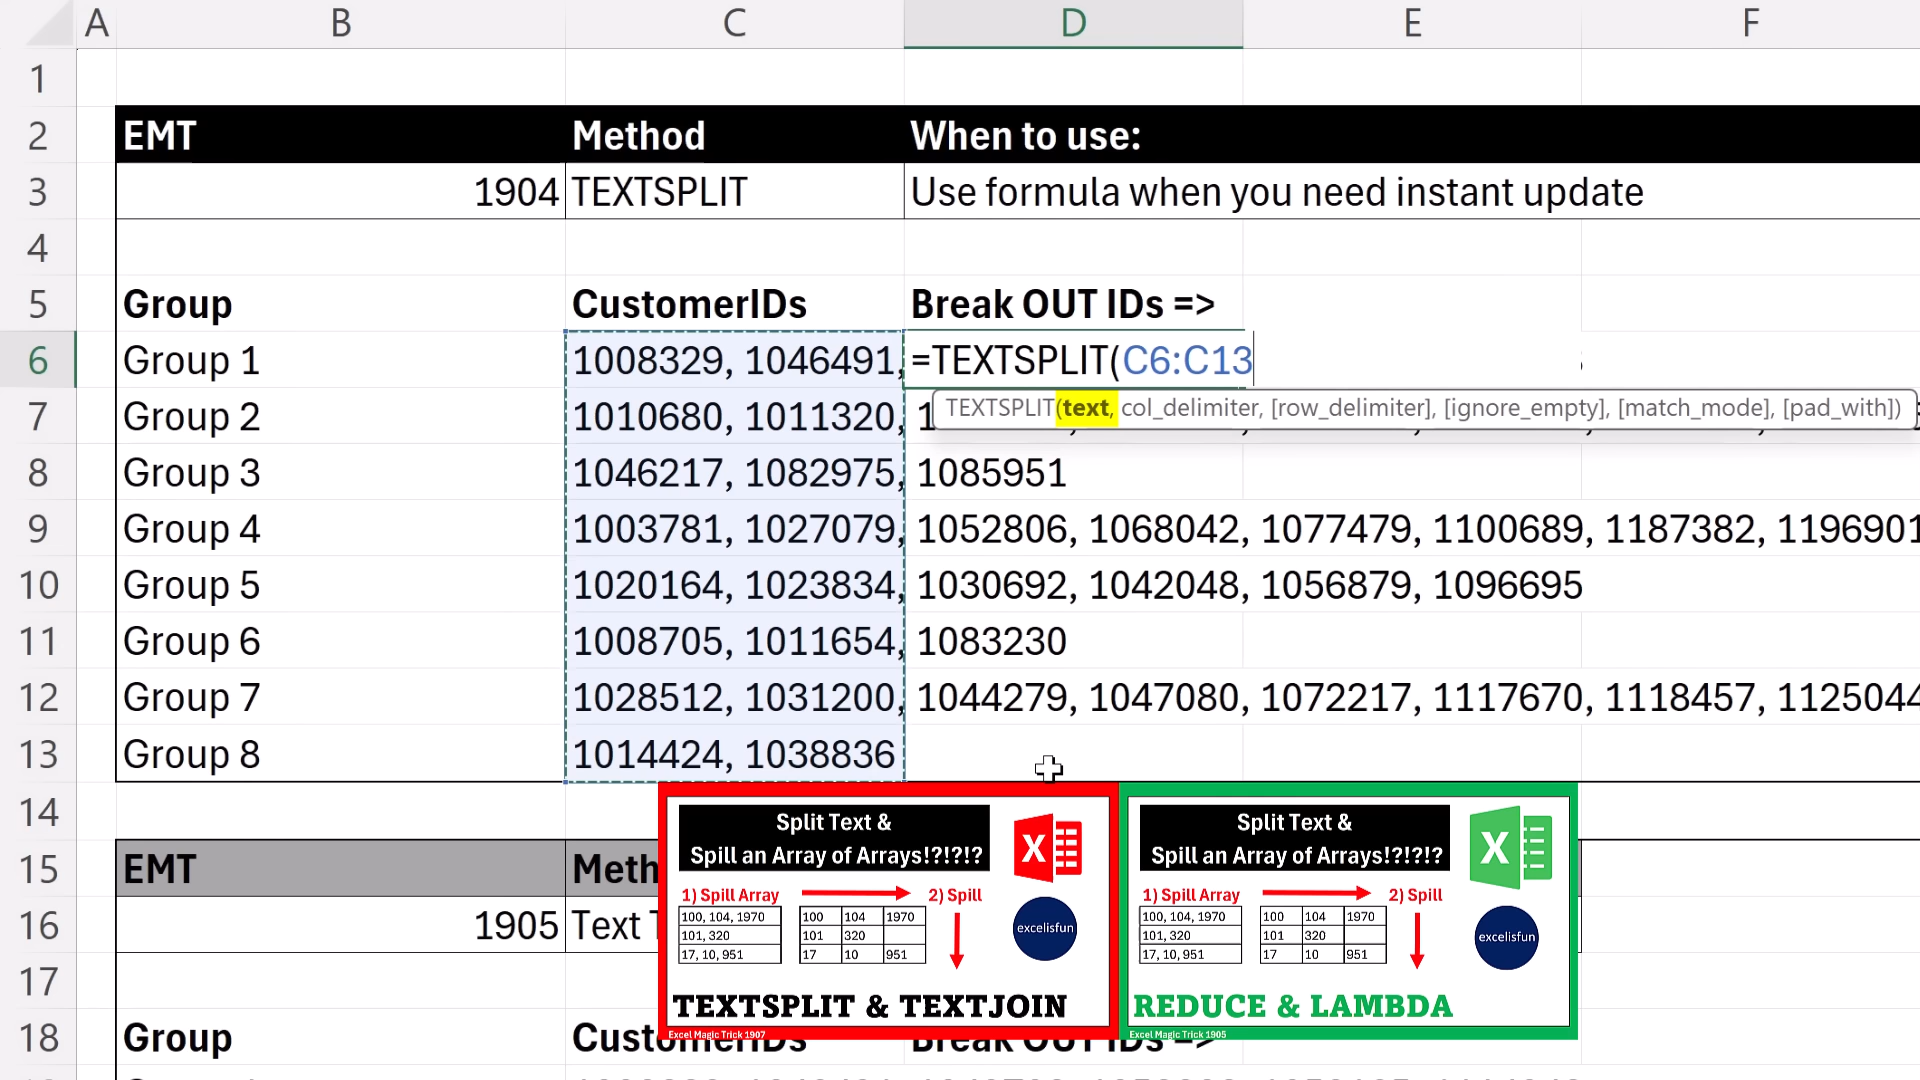 A B C D E F
1
2 EMT Method When to use:
3 1904 TEXTSPLIT Use formula when you need instant update
4
5 Group CustomerIDs Break OUT IDs =>
6 Group 1 1008329, 1046491, =TEXTSPLIT(C6:C13
TEXTSPLIT(text, col_delimiter, [row_delimiter], [ignore_empty], [match_mode], [pad_with])
7 Group 2 1010680, 1011320,
8 Group 3 1046217, 1082975, 1085951
9 Group 4 1003781, 1027079, 1052806, 1068042, 1077479, 1100689, 1187382, 1196901
10 Group 5 1020164, 1023834, 1030692, 1042048, 1056879, 1096695
11 Group 6 1008705, 1011654, 1083230
12 Group 7 1028512, 1031200, 1044279, 1047080, 1072217, 1117670, 1118457, 1125044
13 Group 8 1014424, 1038836
14
15 EMT Meth
16 1905 Text T
17
18 Group CustomerIDs Break OUT IDs =>
Split Text &
Spill an Array of Arrays!?!?!?
1) Spill Array 2) Spill
100, 104, 1970 100 104 1970
101, 320 101 320
17, 10, 951 17 10 951
X
excelisfun
TEXTSPLIT & TEXTJOIN
Excel Magic Trick 1907
Split Text &
Spill an Array of Arrays!?!?!?
1) Spill Array 2) Spill
100, 104, 1970 100 104 1970
101, 320 101 320
17, 10, 951 17 10 951
X
excelisfun
REDUCE & LAMBDA
Excel Magic Trick 1905